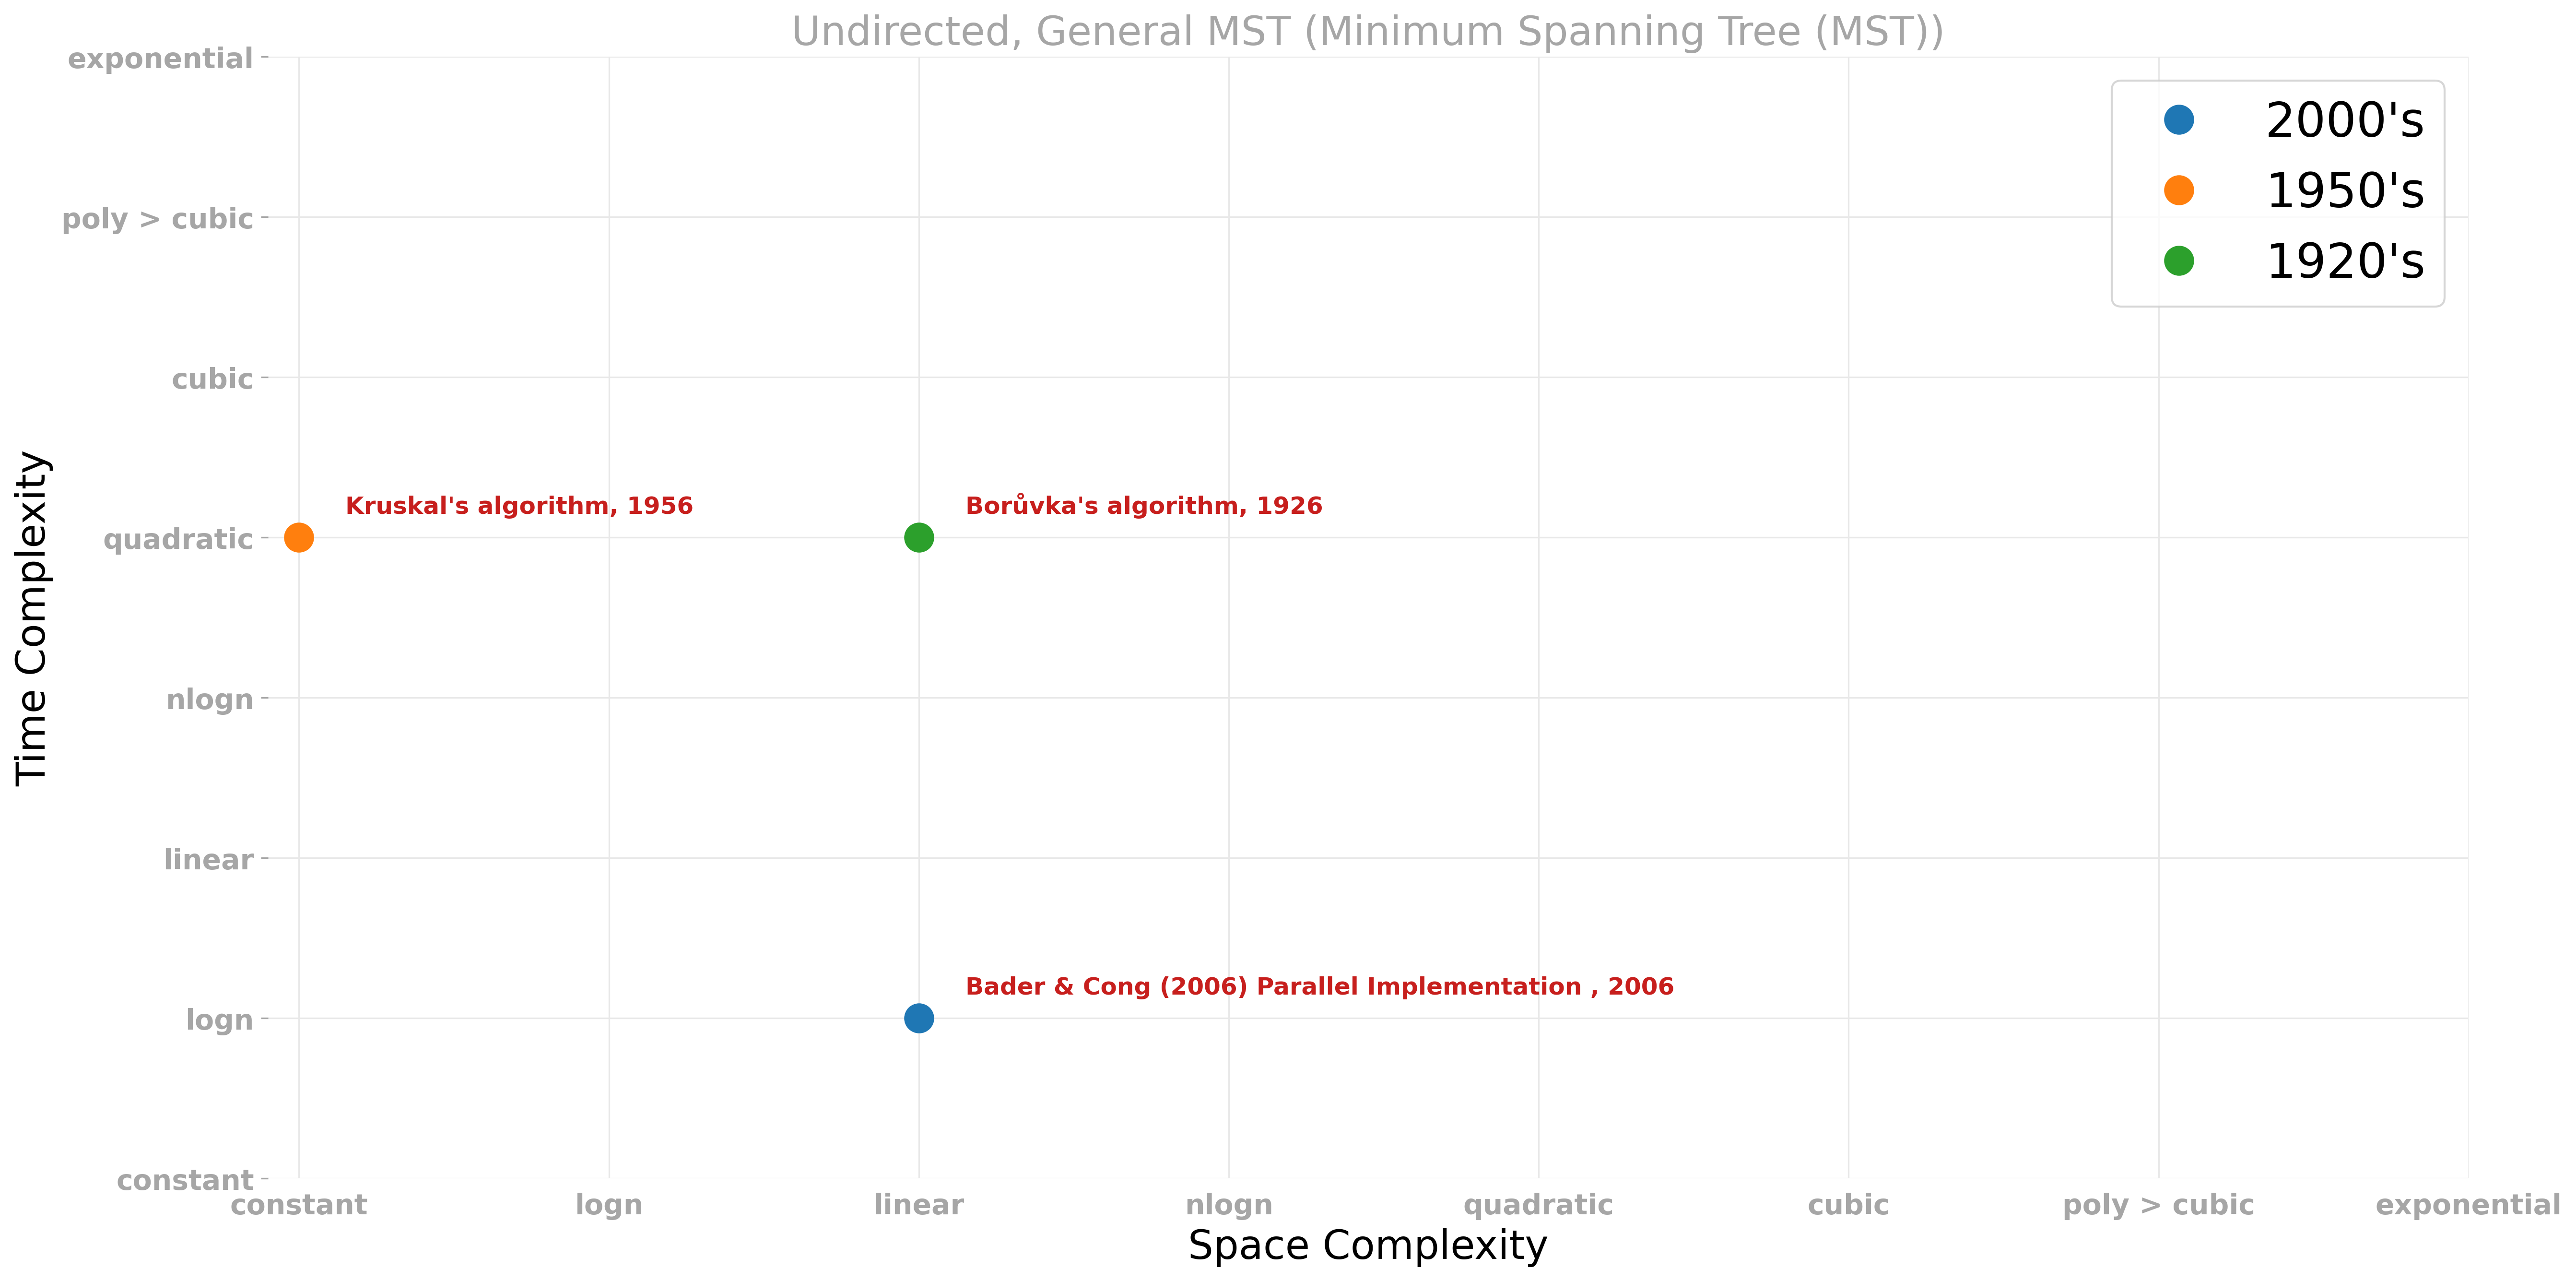 Undirected, General MST (Minimum Spanning Tree (MST))
exponential
poly > cubic
cubic
quadratic
nlogn
linear
logn
constant
Time Complexity
2000's
1950's
1920's
Kruskal's algorithm, 1956
Borůvka's algorithm, 1926
Bader & Cong (2006) Parallel Implementation , 2006
constant
logn
linear
nlogn
quadratic
cubic
poly > cubic
exponential
Space Complexity